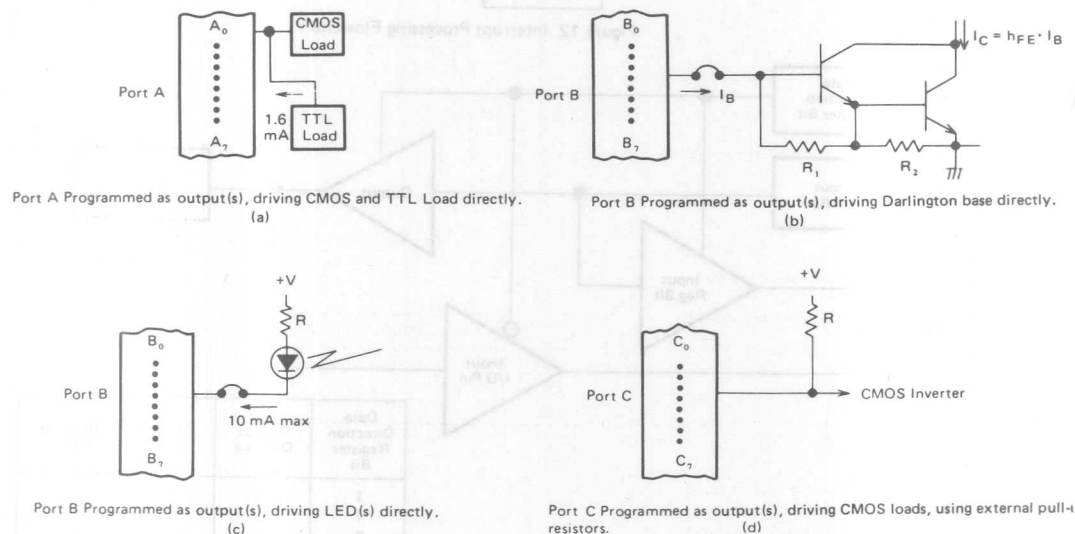 A₀
A₇
Port A
CMOS
Load
TTL
Load
1.6
mA
Port A Programmed as output(s), driving CMOS and TTL Load directly.
(a)
B₀
B₇
Port B
I_B
I_C = h_FE · I_B
R₁
R₂
Port B Programmed as output(s), driving Darlington base directly.
(b)
+V
R
B₀
B₇
Port B
10 mA max
Port B Programmed as output(s), driving LED(s) directly.
(c)
+V
R
C₀
C₇
Port C
CMOS Inverter
Port C Programmed as output(s), driving CMOS loads, using external pull-
resistors.
(d)